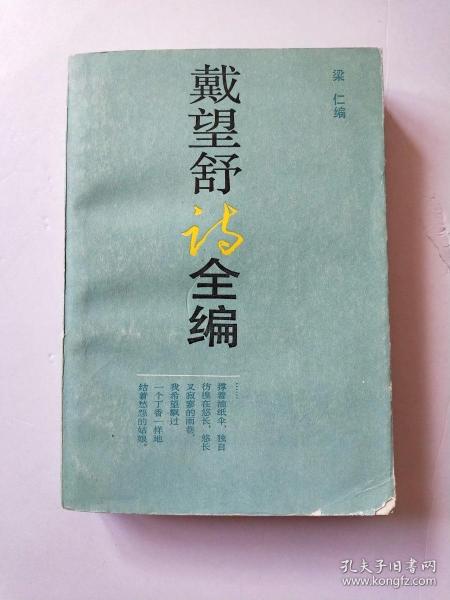 梁仁编
戴望舒诗全编
……
撑着油纸伞，独自
彷徨在悠长，悠长
又寂寥的雨巷，
我希望飘过
一个丁香一样地
结着愁怨的姑娘。
孔夫子旧书网
www.kongfz.com